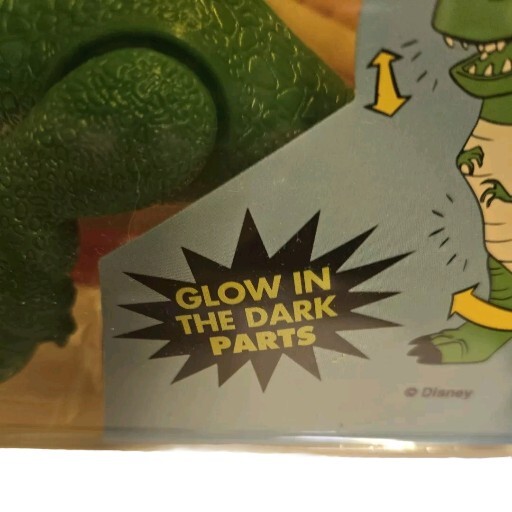 GLOW IN
THE DARK
PARTS
© Disney